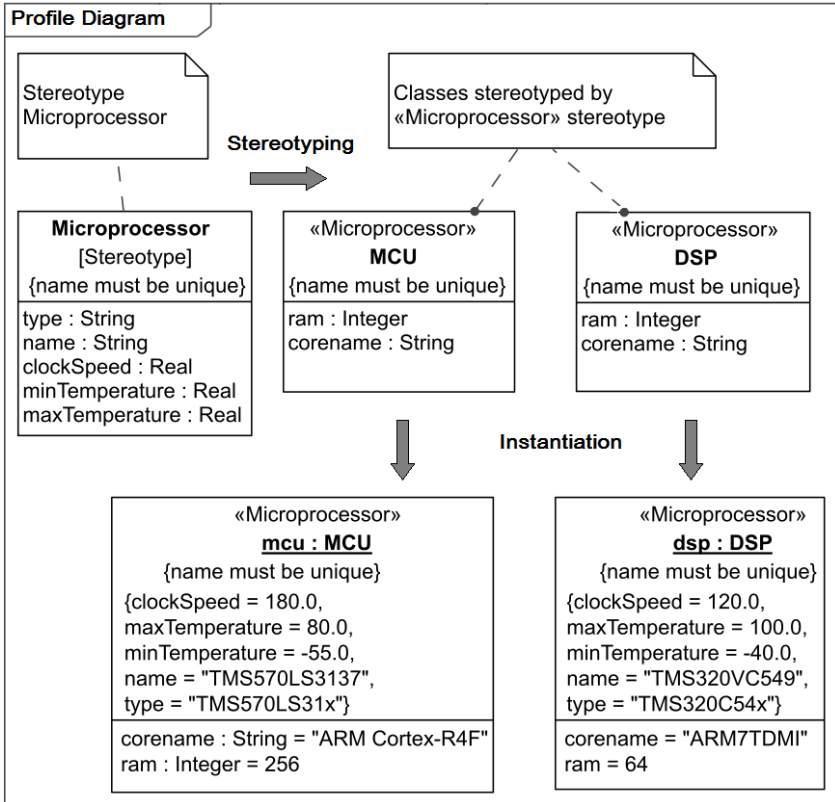 Profile Diagram
Stereotype
Microprocessor
Classes stereotyped by
«Microprocessor» stereotype
Stereotyping
Microprocessor
[Stereotype]
{name must be unique}
type : String
name : String
clockSpeed : Real
minTemperature : Real
maxTemperature : Real
«Microprocessor»
MCU
{name must be unique}
ram : Integer
corename : String
«Microprocessor»
DSP
{name must be unique}
ram : Integer
corename : String
Instantiation
«Microprocessor»
mcu : MCU
{name must be unique}
{clockSpeed = 180.0,
maxTemperature = 80.0,
minTemperature = -55.0,
name = "TMS570LS3137",
type = "TMS570LS31x"}
corename : String = "ARM Cortex-R4F"
ram : Integer = 256
«Microprocessor»
dsp : DSP
{name must be unique}
{clockSpeed = 120.0,
maxTemperature = 100.0,
minTemperature = -40.0,
name = "TMS320VC549",
type = "TMS320C54x"}
corename = "ARM7TDMI"
ram = 64